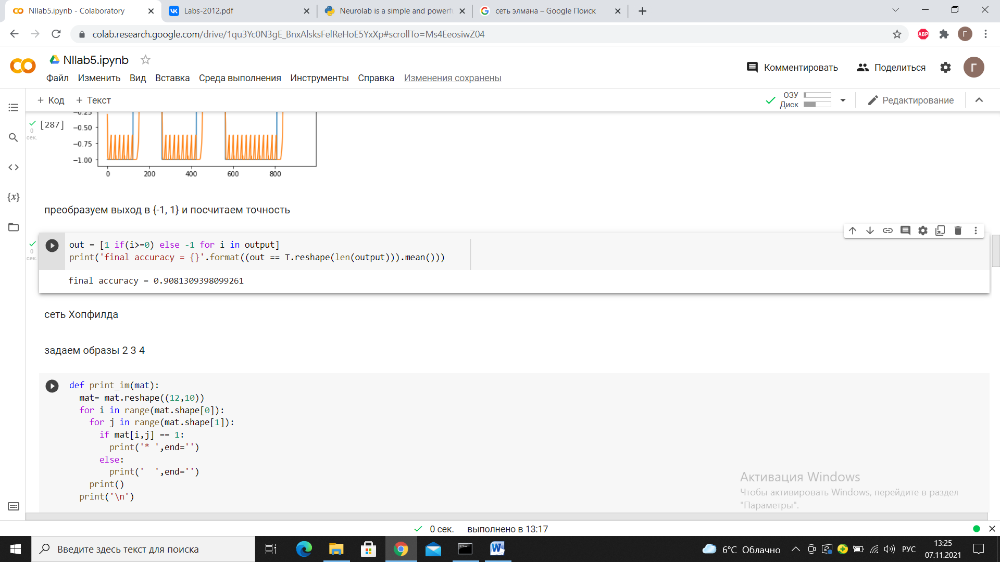 NIlab5.ipynb - Colaboratory
Labs-2012.pdf
Neurolab is a simple and powerfu
сеть элмана – Google Поиск
colab.research.google.com/drive/1qu3Yc0N3gE_BnxAlsksFelReHoE5YxXp#scrollTo=Ms4EeosiwZ04
ABP
Г
NIlab5.ipynb
Комментировать
Поделиться
Г
Файл Изменить Вид Вставка Среда выполнения Инструменты Справка Изменения сохранены
+ Код + Текст
ОЗУ
Диск
Редактирование
[287]
0
сек.
−0.25
−0.50
−0.75
−1.00
0 200 400 600 800
преобразуем выход в {-1, 1} и посчитаем точность
0
сек.
out = [1 if(i>=0) else -1 for i in output]
print('final accuracy = {}'.format((out == T.reshape(len(output))).mean()))
final accuracy = 0.9081309398099261
сеть Хопфилда
задаем образы 2 3 4
def print_im(mat):
  mat= mat.reshape((12,10))
  for i in range(mat.shape[0]):
    for j in range(mat.shape[1]):
      if mat[i,j] == 1:
        print('* ',end='')
      else:
        print('  ',end='')
    print()
  print('\n')
Активация Windows
Чтобы активировать Windows, перейдите в раздел
"Параметры".
0 сек. выполнено в 13:17
Введите здесь текст для поиска
6°C Облачно
РУС
13:25
07.11.2021